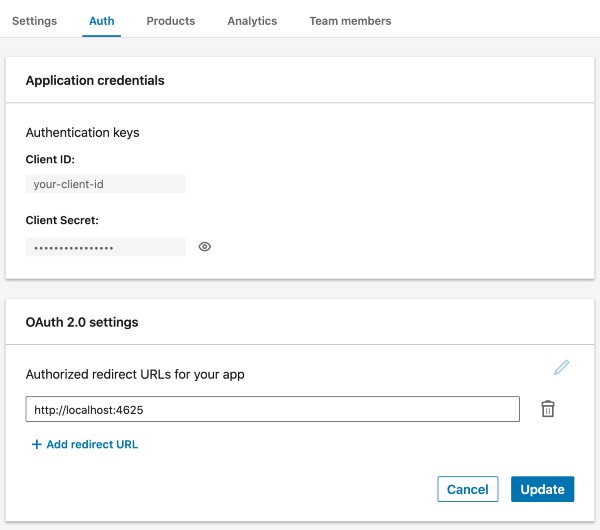 Settings Auth Products Analytics Team members
Application credentials
Authentication keys
Client ID:
your-client-id
Client Secret:
••••••••••••••••
OAuth 2.0 settings
Authorized redirect URLs for your app
http://localhost:4625
+ Add redirect URL
Cancel Update